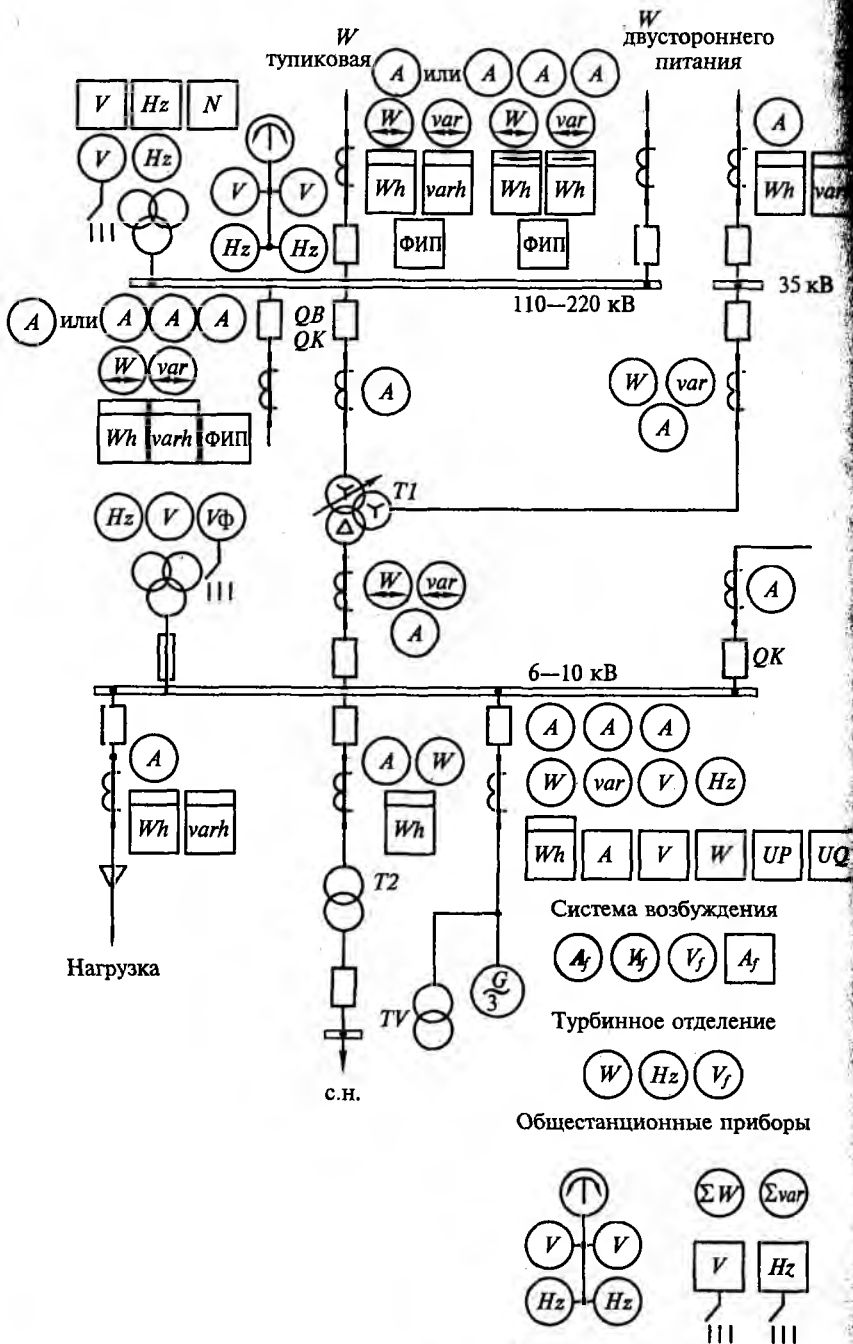 W
тупиковая
A или A A A
W
двустороннего
питания
V Hz N
V Hz
V V
Hz Hz
W var W var
Wh varh Wh Wh
ФИП ФИП
A
Wh
110—220 кВ
35 кВ
A или A A A
W var
Wh varh ФИП
QB
QK
A
W var
A
T1
Hz V Vф
W var
A
A
QK
6—10 кВ
A
Wh varh
A W
Wh
T2
A A A
W var V Hz
Wh A V W UP UQ
Система возбуждения
Af Vf Vf Af
Нагрузка
TV
G
3
Турбинное отделение
W Hz Vf
с.н.
Общестанционные приборы
V V
Hz Hz
ΣW Σvar
V Hz